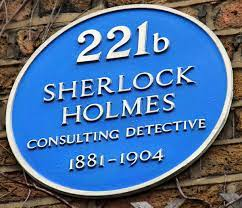 221b
SHERLOCK
HOLMES
CONSULTING DETECTIVE
1881-1904